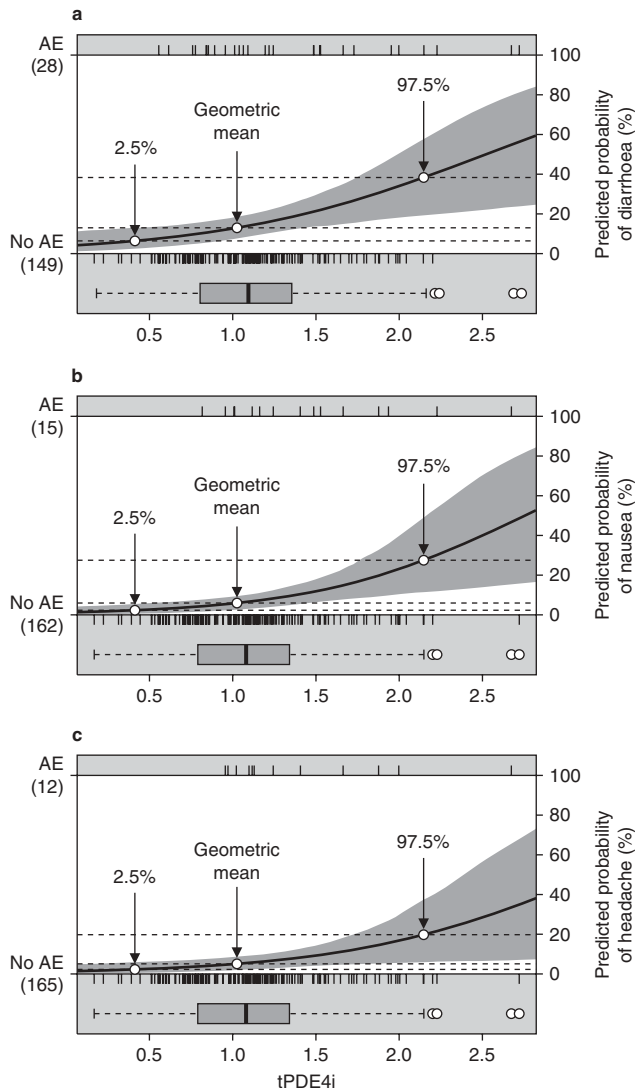 a
AE
(28)
100
80
60
40
20
0
Predicted probability
of diarrhoea (%)
2.5%
Geometric
mean
97.5%
No AE
(149)
0.5 1.0 1.5 2.0 2.5
b
AE
(15)
100
80
60
40
20
0
Predicted probability
of nausea (%)
2.5%
Geometric
mean
97.5%
No AE
(162)
0.5 1.0 1.5 2.0 2.5
c
AE
(12)
100
80
60
40
20
0
Predicted probability
of headache (%)
2.5%
Geometric
mean
97.5%
No AE
(165)
0.5 1.0 1.5 2.0 2.5
tPDE4i